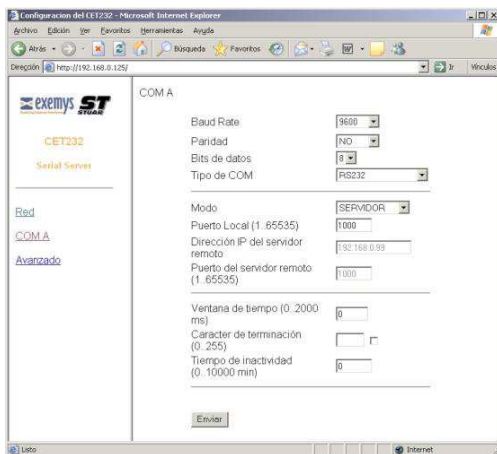 Configuracion del CET232 - Microsoft Internet Explorer
Archivo Edición Ver Favoritos Herramientas Ayuda
Atrás Búsqueda Favoritos
Dirección http://192.168.0.125/ Ir Vínculos
exemys ST
STUAR
CET232
Serial Server
Red
COM A
Avanzado
COM A
Baud Rate 9600
Paridad NO
Bits de datos 8
Tipo de COM RS232
Modo SERVIDOR
Puerto Local (1..65535) 1000
Dirección IP del servidor
remoto 192.168.0.99
Puerto del servidor remoto
(1..65535) 1000
Ventana de tiempo (0..2000
ms) 0
Caracter de terminación
(0..255)
Tiempo de inactividad
(0..10000 min) 0
Enviar
Listo Internet